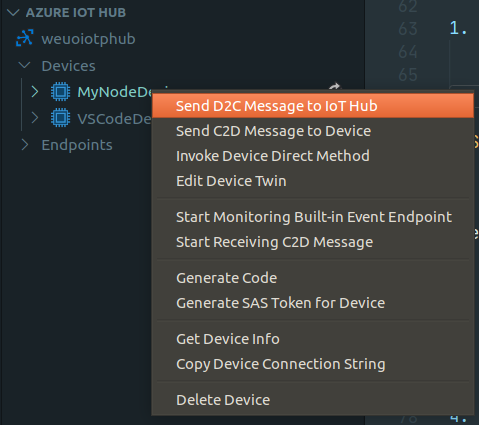 AZURE IOT HUB
weuoiotphub
Devices
MyNodeDe
VSCodeDe
Endpoints
Send D2C Message to IoT Hub
Send C2D Message to Device
Invoke Device Direct Method
Edit Device Twin
Start Monitoring Built-in Event Endpoint
Start Receiving C2D Message
Generate Code
Generate SAS Token for Device
Get Device Info
Copy Device Connection String
Delete Device
62
63 1.
64
65
78 4.